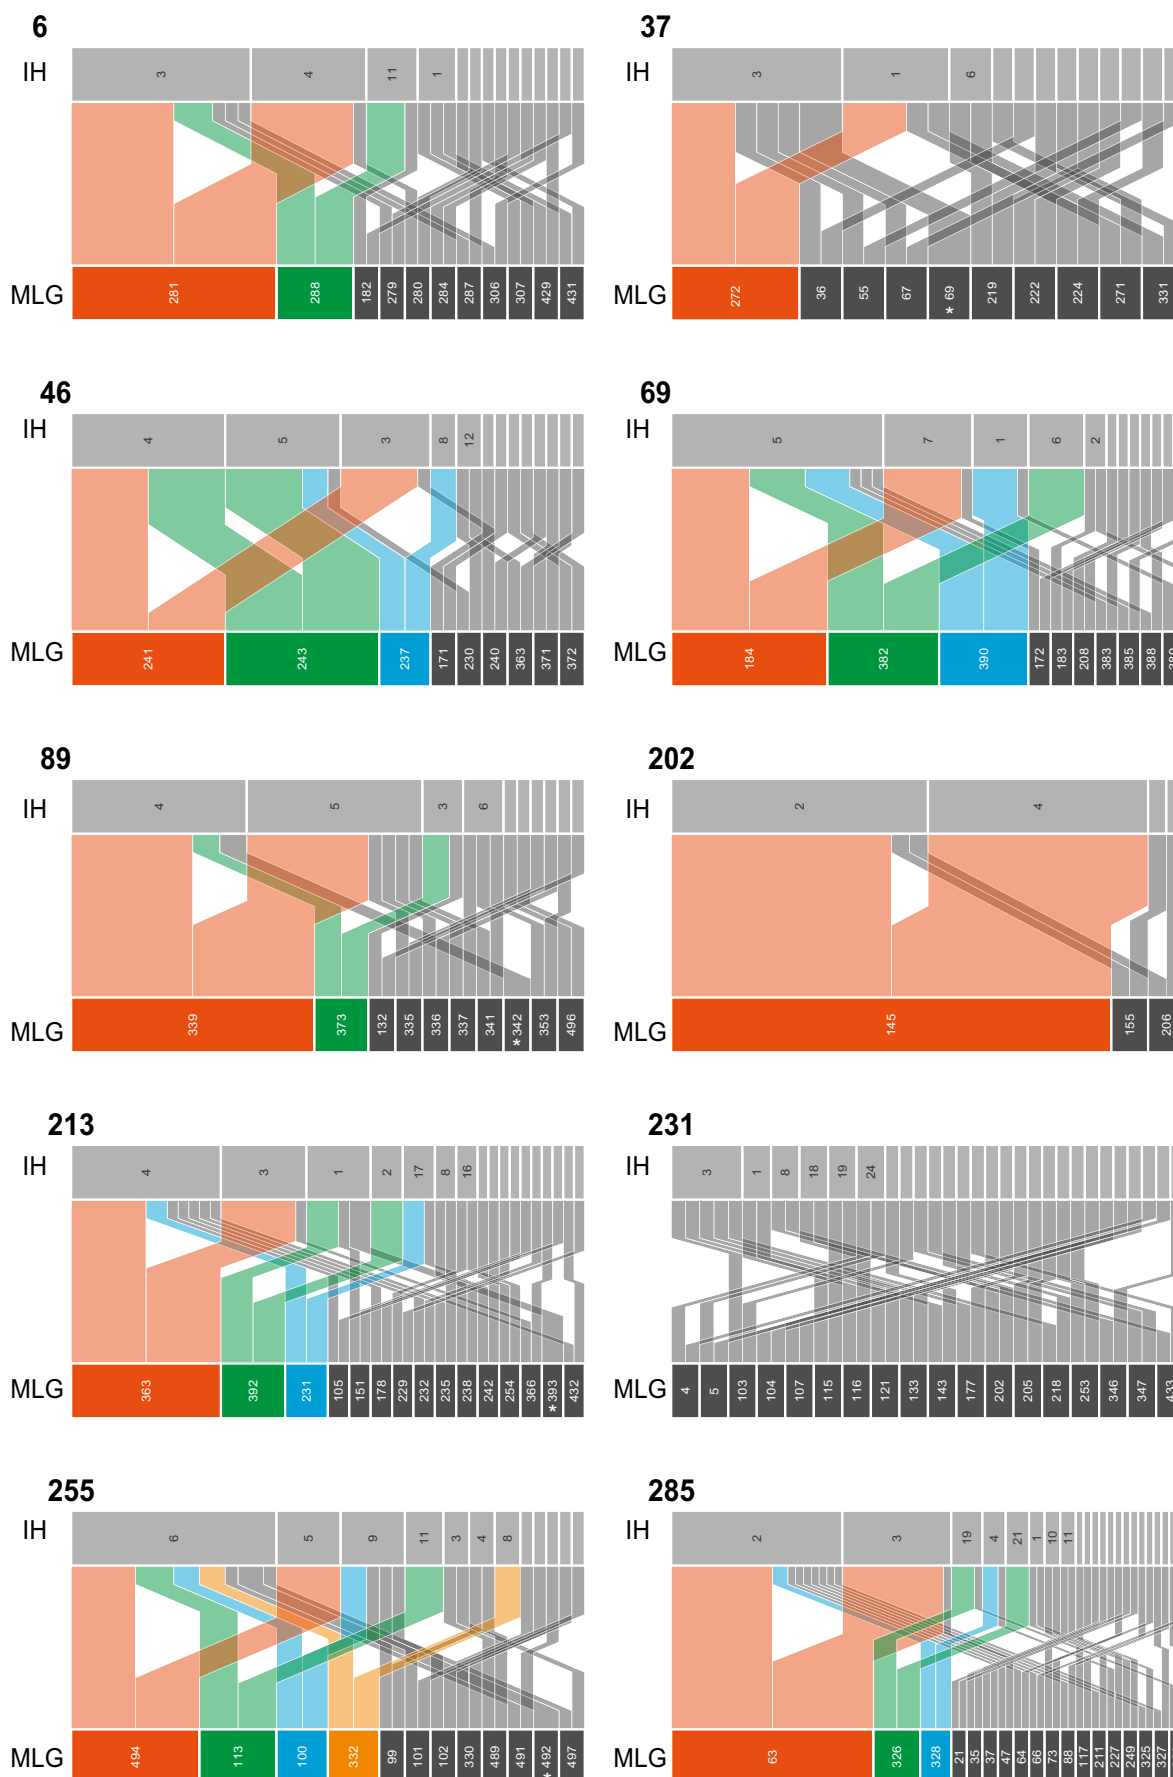 6
IH 3 4 11 1
MLG 281 288 182 279 280 284 287 306 307 429 431
37
IH 3 1 6
MLG 272 36 55 67 * 69 219 222 224 271 331
46
IH 4 5 3 8 12
MLG 241 243 237 171 230 240 363 371 372
69
IH 5 7 1 6 2
MLG 184 382 390 172 183 208 383 385 388 389
89
IH 4 5 3 6
MLG 339 373 132 335 336 337 341 * 342 353 496
202
IH 2 4
MLG 145 155 206
213
IH 4 3 1 2 17 8 16
MLG 363 392 231 105 151 178 229 232 235 238 242 254 366 * 393 432
231
IH 3 1 8 18 19 24
MLG 4 5 103 104 107 115 116 121 133 143 177 202 205 218 253 346 347 433
255
IH 6 5 9 11 3 4 8
MLG 494 113 100 332 99 101 102 330 489 491 * 492 497
285
IH 2 3 19 4 21 1 10 11
MLG 63 326 328 21 35 37 47 64 66 73 88 117 211 227 249 325 327